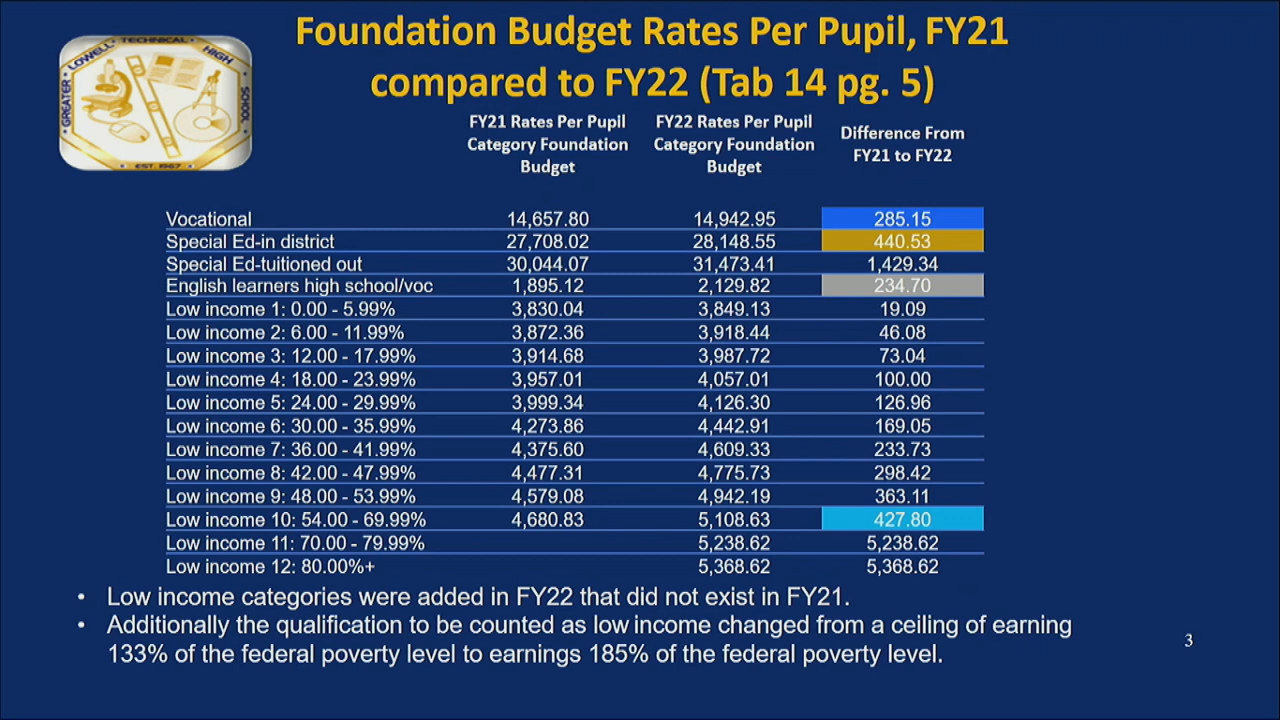 Foundation Budget Rates Per Pupil, FY21
compared to FY22 (Tab 14 pg. 5)
GREATER LOWELL TECHNICAL HIGH SCHOOL
EST. 1967
FY21 Rates Per Pupil Category Foundation Budget FY22 Rates Per Pupil Category Foundation Budget Difference From FY21 to FY22
Vocational 14,657.80 14,942.95 285.15
Special Ed-in district 27,708.02 28,148.55 440.53
Special Ed-tuitioned out 30,044.07 31,473.41 1,429.34
English learners high school/voc 1,895.12 2,129.82 234.70
Low income 1: 0.00 - 5.99% 3,830.04 3,849.13 19.09
Low income 2: 6.00 - 11.99% 3,872.36 3,918.44 46.08
Low income 3: 12.00 - 17.99% 3,914.68 3,987.72 73.04
Low income 4: 18.00 - 23.99% 3,957.01 4,057.01 100.00
Low income 5: 24.00 - 29.99% 3,999.34 4,126.30 126.96
Low income 6: 30.00 - 35.99% 4,273.86 4,442.91 169.05
Low income 7: 36.00 - 41.99% 4,375.60 4,609.33 233.73
Low income 8: 42.00 - 47.99% 4,477.31 4,775.73 298.42
Low income 9: 48.00 - 53.99% 4,579.08 4,942.19 363.11
Low income 10: 54.00 - 69.99% 4,680.83 5,108.63 427.80
Low income 11: 70.00 - 79.99% 5,238.62 5,238.62
Low income 12: 80.00%+ 5,368.62 5,368.62
• Low income categories were added in FY22 that did not exist in FY21.
• Additionally the qualification to be counted as low income changed from a ceiling of earning
133% of the federal poverty level to earnings 185% of the federal poverty level.
3